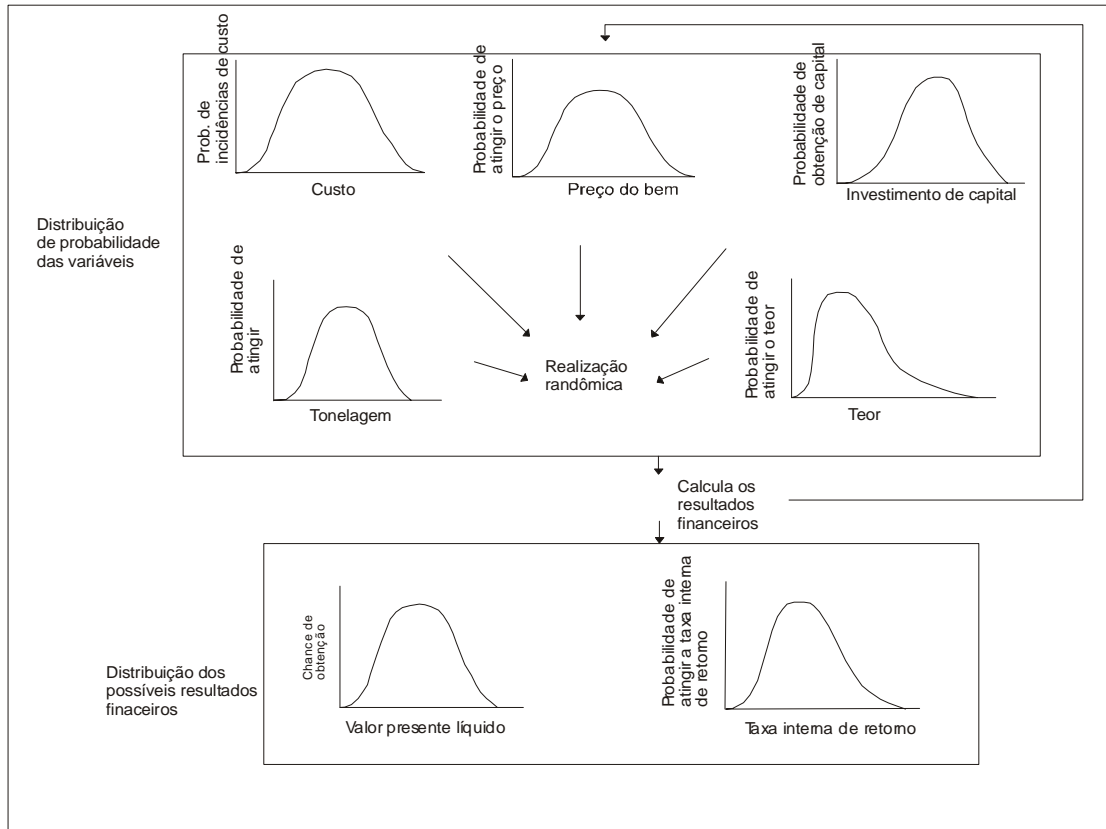 Prob. de
incidências de custo
Custo
Probabilidade de
atingir o preço
Preço do bem
Probabilidade de
obtenção de capital
Investimento de capital
Distribuição
de probabilidade
das variáveis
Probabilidade de
atingir
Tonelagem
Realização
randômica
Probabilidade de
atingir o teor
Teor
Calcula os
resultados
financeiros
Distribuição dos
possíveis resultados
finaceiros
Chance de
obtenção
Valor presente líquido
Probabilidade de
atingir a taxa interna
de retorno
Taxa interna de retorno